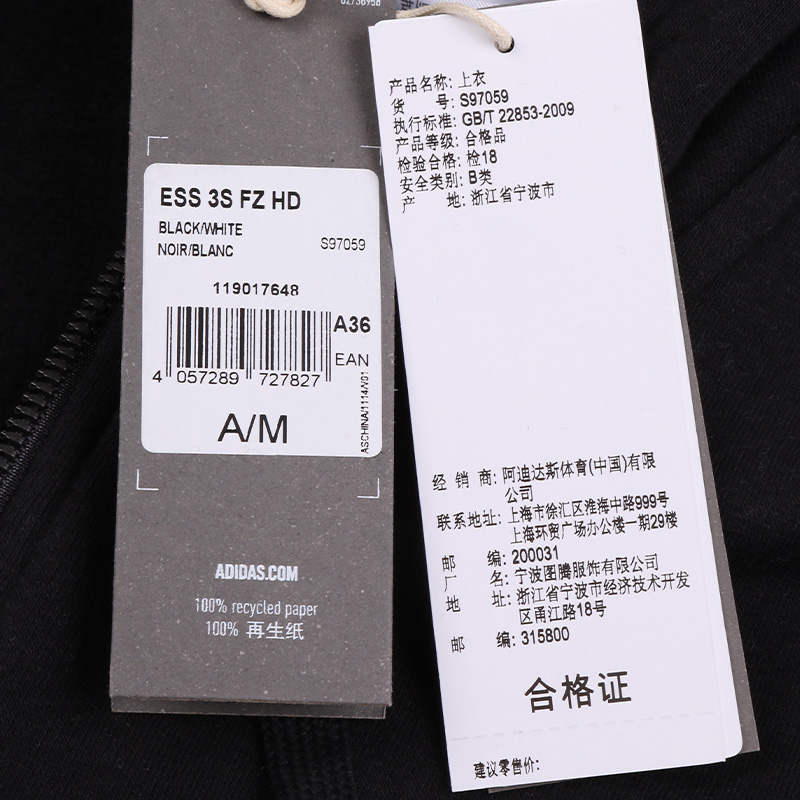 02736958
ESS 3S FZ HD
BLACK/WHITE
NOIR/BLANC
S97059
119017648
A36
EAN
4 057289 727827
ASCHINA/1114/V01
A/M
ADIDAS.COM
100% recycled paper
100% 再生纸
产品名称: 上衣
货 号: S97059
执行标准: GB/T 22853-2009
产品等级: 合格品
检验合格: 检18
安全类别: B类
产 地: 浙江省宁波市
经 销 商: 阿迪达斯体育(中国)有限
公司
联系地址: 上海市徐汇区淮海中路999号
上海环贸广场办公楼一期29楼
邮 编: 200031
厂 名: 宁波图腾服饰有限公司
地 址: 浙江省宁波市经济技术开发
区甬江路18号
邮 编: 315800
合格证
建议零售价: